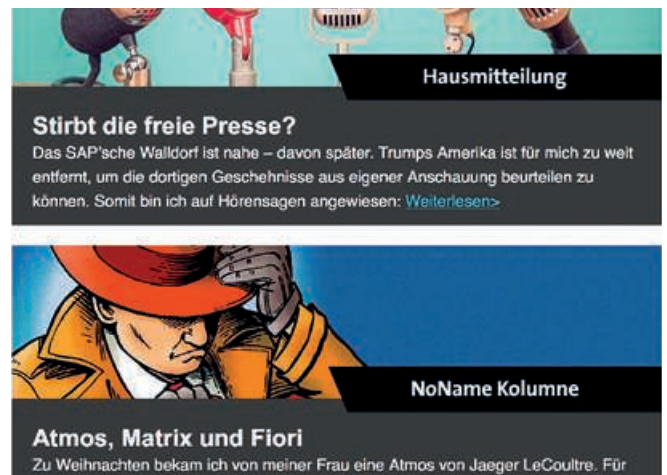 Hausmitteilung
Stirbt die freie Presse?
Das SAP'sche Walldorf ist nahe – davon später. Trumps Amerika ist für mich zu weit
entfernt, um die dortigen Geschehnisse aus eigener Anschauung beurteilen zu
können. Somit bin ich auf Hörensagen angewiesen: Weiterlesen>
NoName Kolumne
Atmos, Matrix und Fiori
Zu Weihnachten bekam ich von meiner Frau eine Atmos von Jaeger LeCoultre. Für